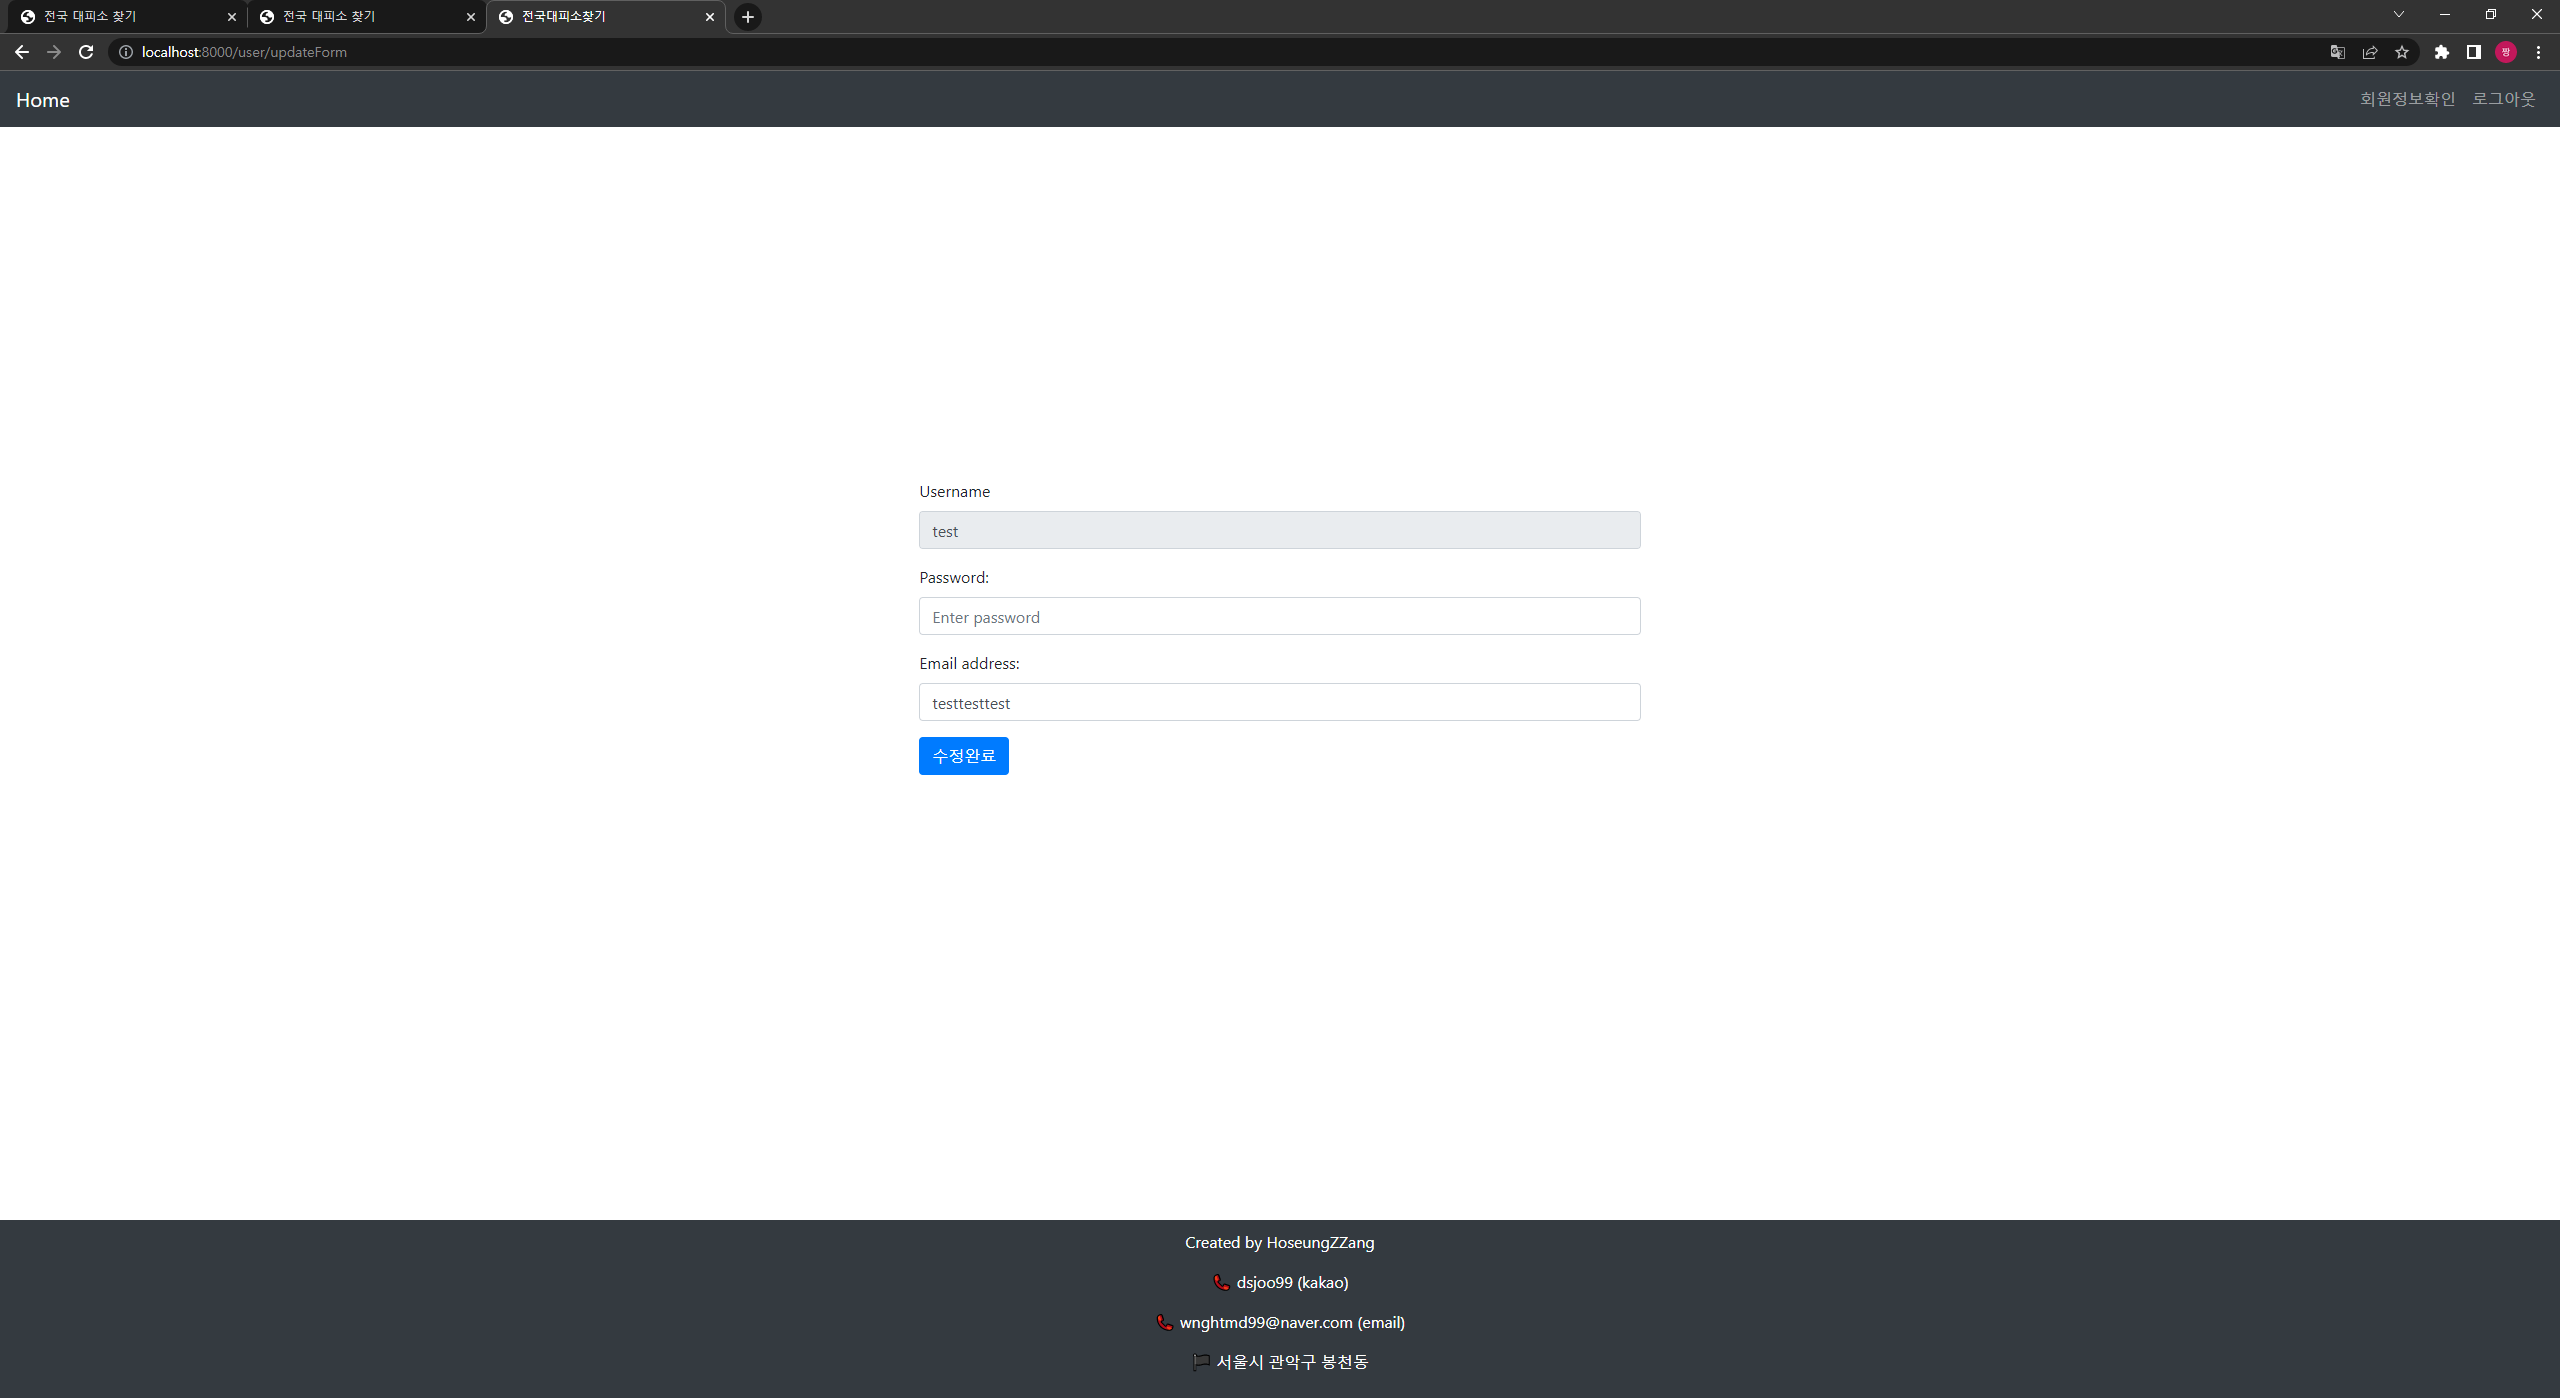 전국 대피소 찾기
전국 대피소 찾기
전국대피소찾기
localhost:8000/user/updateForm
짱
Home
회원정보확인
로그아웃
Username
test
Password:
Enter password
Email address:
testtesttest
수정완료
Created by HoseungZZang
dsjoo99 (kakao)
wnghtmd99@naver.com (email)
서울시 관악구 봉천동